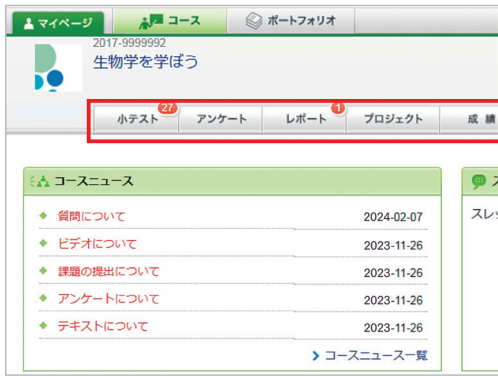 マイページ コース ポートフォリオ
2017-9999992
生物学を学ぼう
小テスト 27 アンケート レポート 1 プロジェクト 成績
コースニュース ス
質問について 2024-02-07 スレッ
ビデオについて 2023-11-26
課題の提出について 2023-11-26
アンケートについて 2023-11-26
テキストについて 2023-11-26
コースニュース一覧